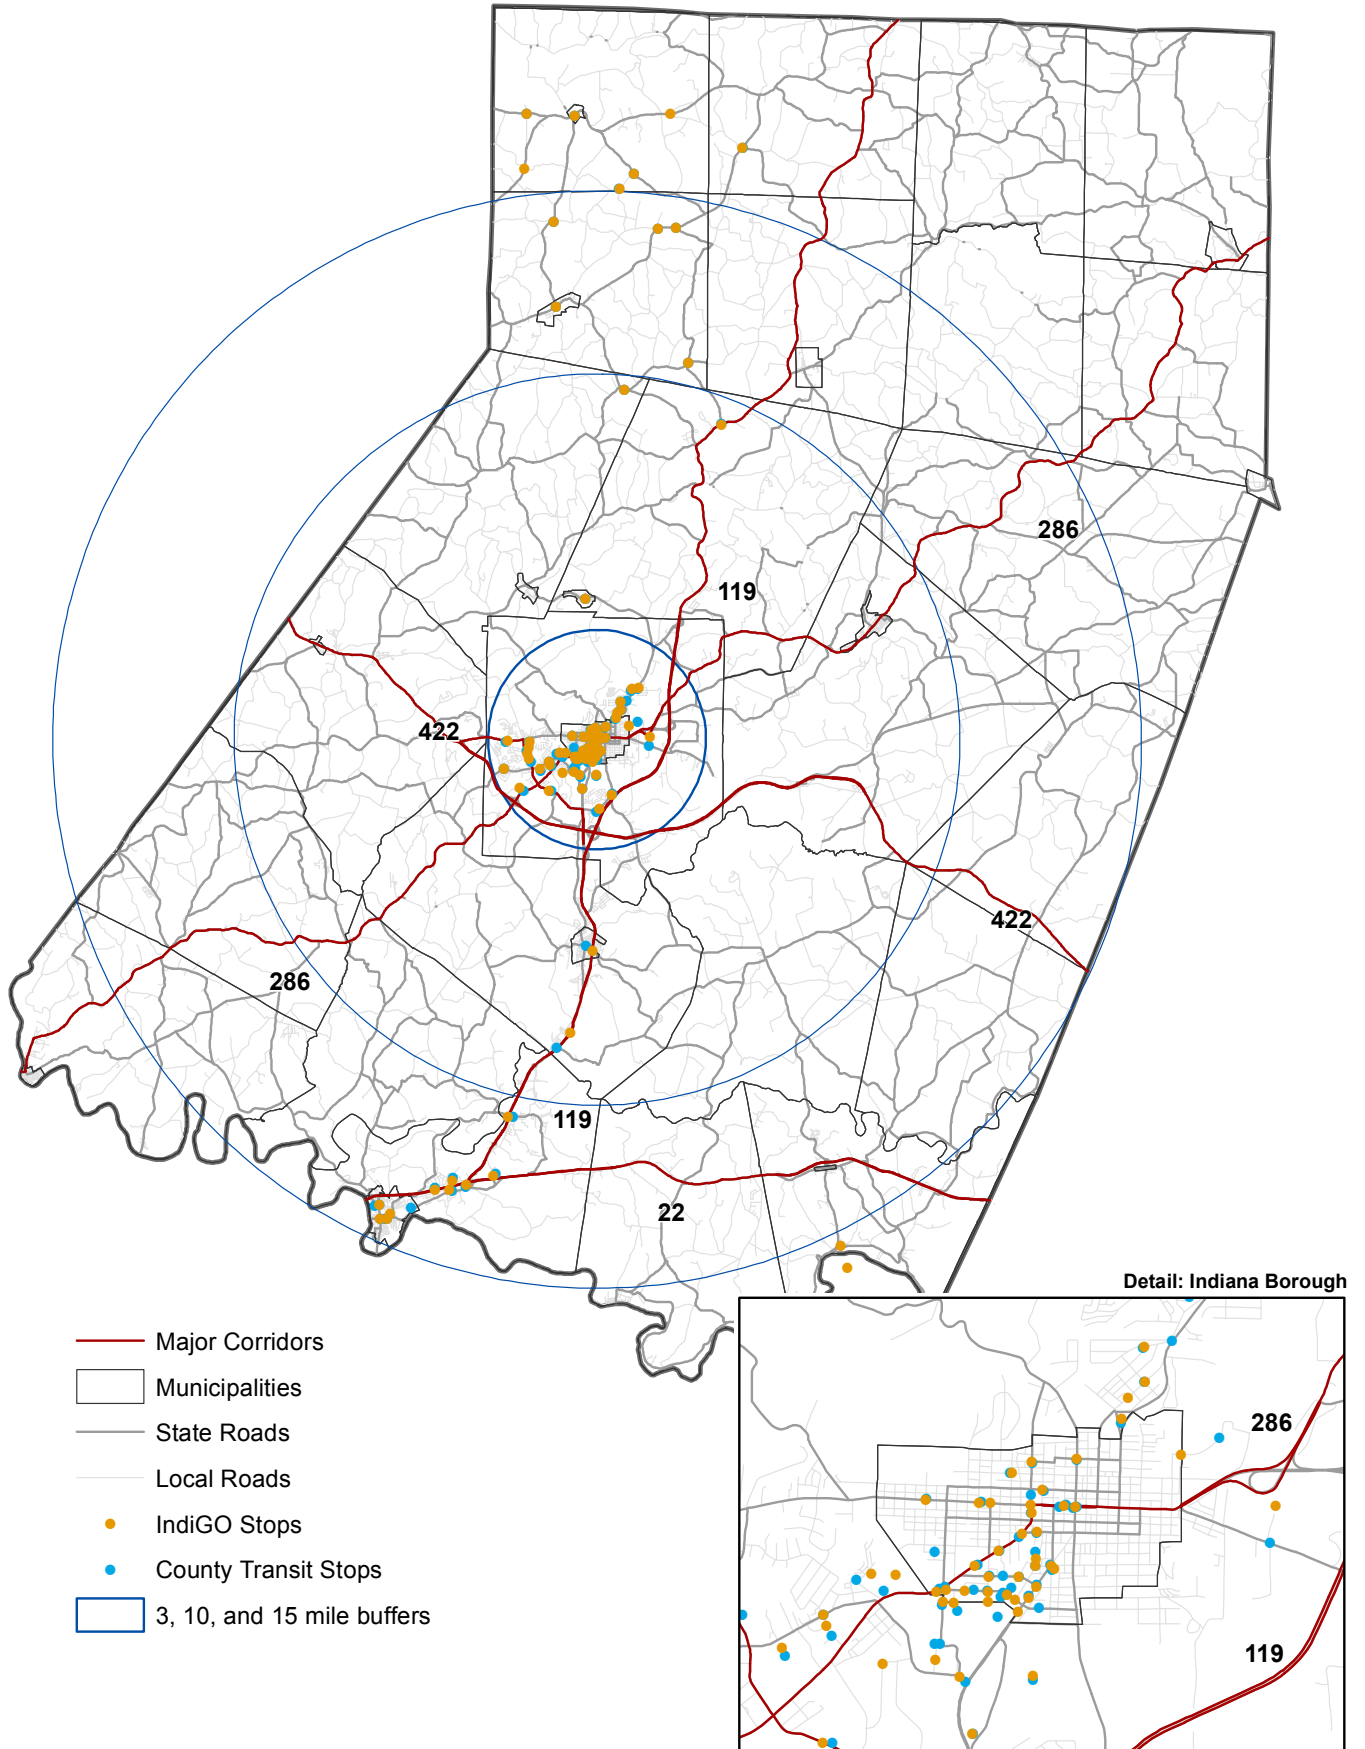 286
119
422
422
286
119
22
Detail: Indiana Borough
286
119
Major Corridors
Municipalities
State Roads
Local Roads
IndiGO Stops
County Transit Stops
3, 10, and 15 mile buffers